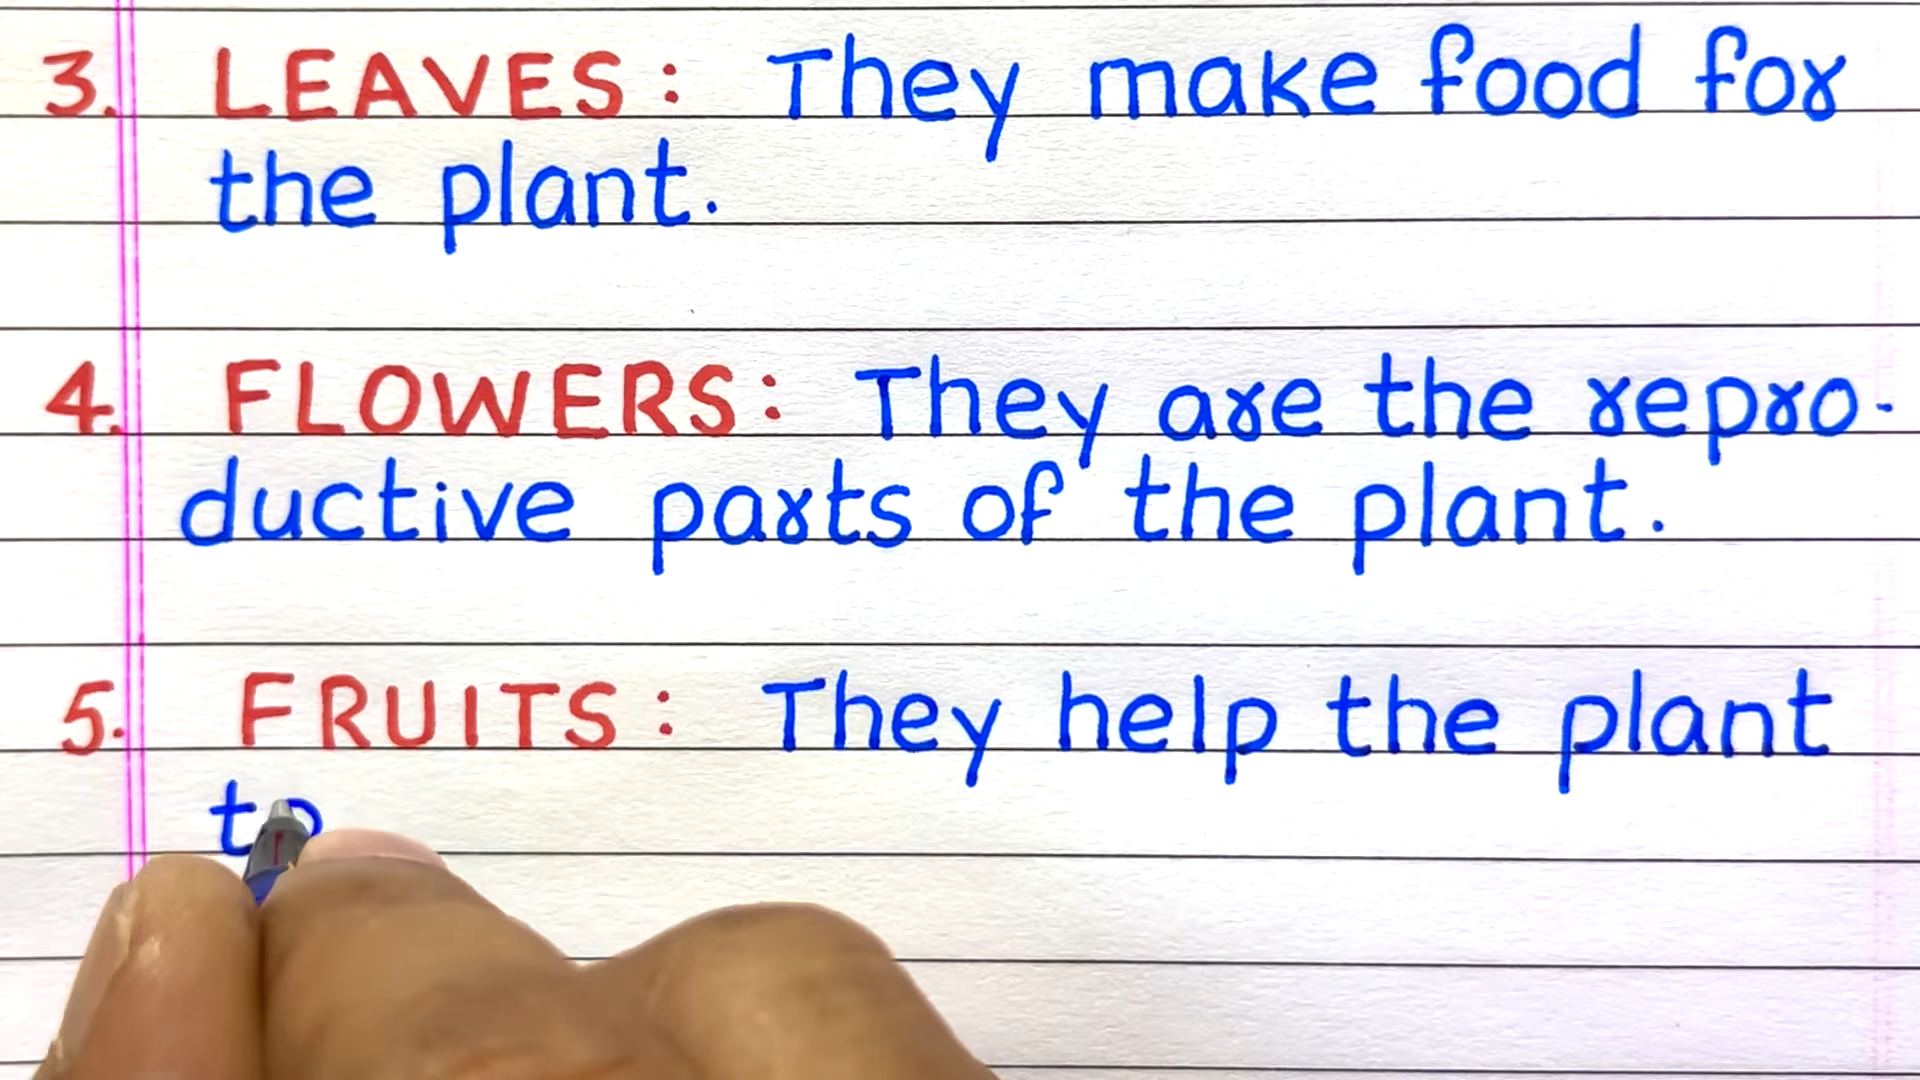 3. LEAVES: They make food for
the plant.
4. FLOWERS: They are the repro-
ductive parts of the plant.
5. FRUITS: They help the plant
to